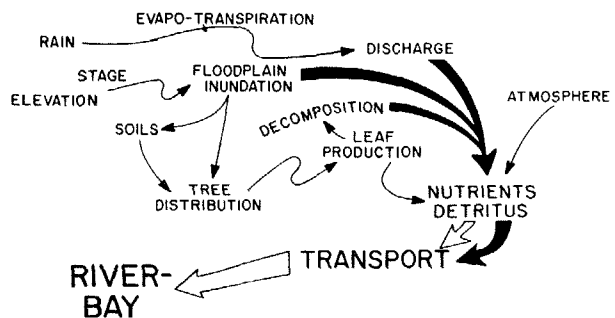 EVAPO-TRANSPIRATION
RAIN
DISCHARGE
STAGE
FLOODPLAIN
INUNDATION
ELEVATION
ATMOSPHERE
DECOMPOSITION
SOILS
LEAF
PRODUCTION
TREE
DISTRIBUTION
NUTRIENTS
DETRITUS
TRANSPORT
RIVER-
BAY